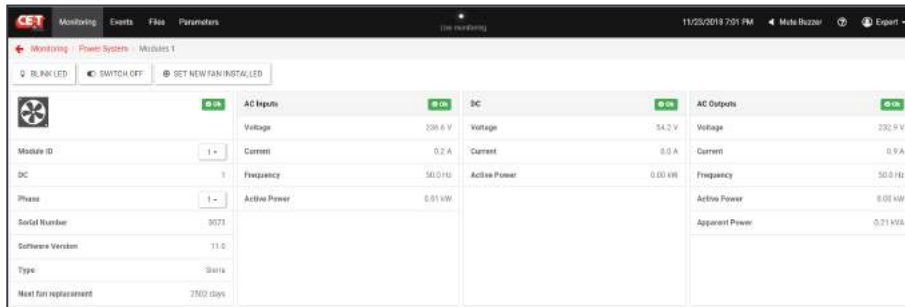 CE+T Monitoring Events Files Parameters Live monitoring 11/23/2018 7:01 PM Mute Buzzer Expert
Monitoring / Power System / Modules 1
BLINK LED SWITCH OFF SET NEW FAN INSTALLED
Ok AC Inputs Ok DC Ok AC Outputs Ok
Voltage 236.6 V Voltage 54.2 V Voltage 232.9 V
Module ID 1 Current 0.2 A Current 0.0 A Current 0.9 A
DC 1 Frequency 50.0 Hz Active Power 0.00 kW Frequency 50.0 Hz
Phase 1 Active Power 0.01 kW Active Power 0.00 kW
Serial Number Apparent Power 0.21 kVA
Software Version 11.0
Type Sierra
Next fan replacement 2502 days